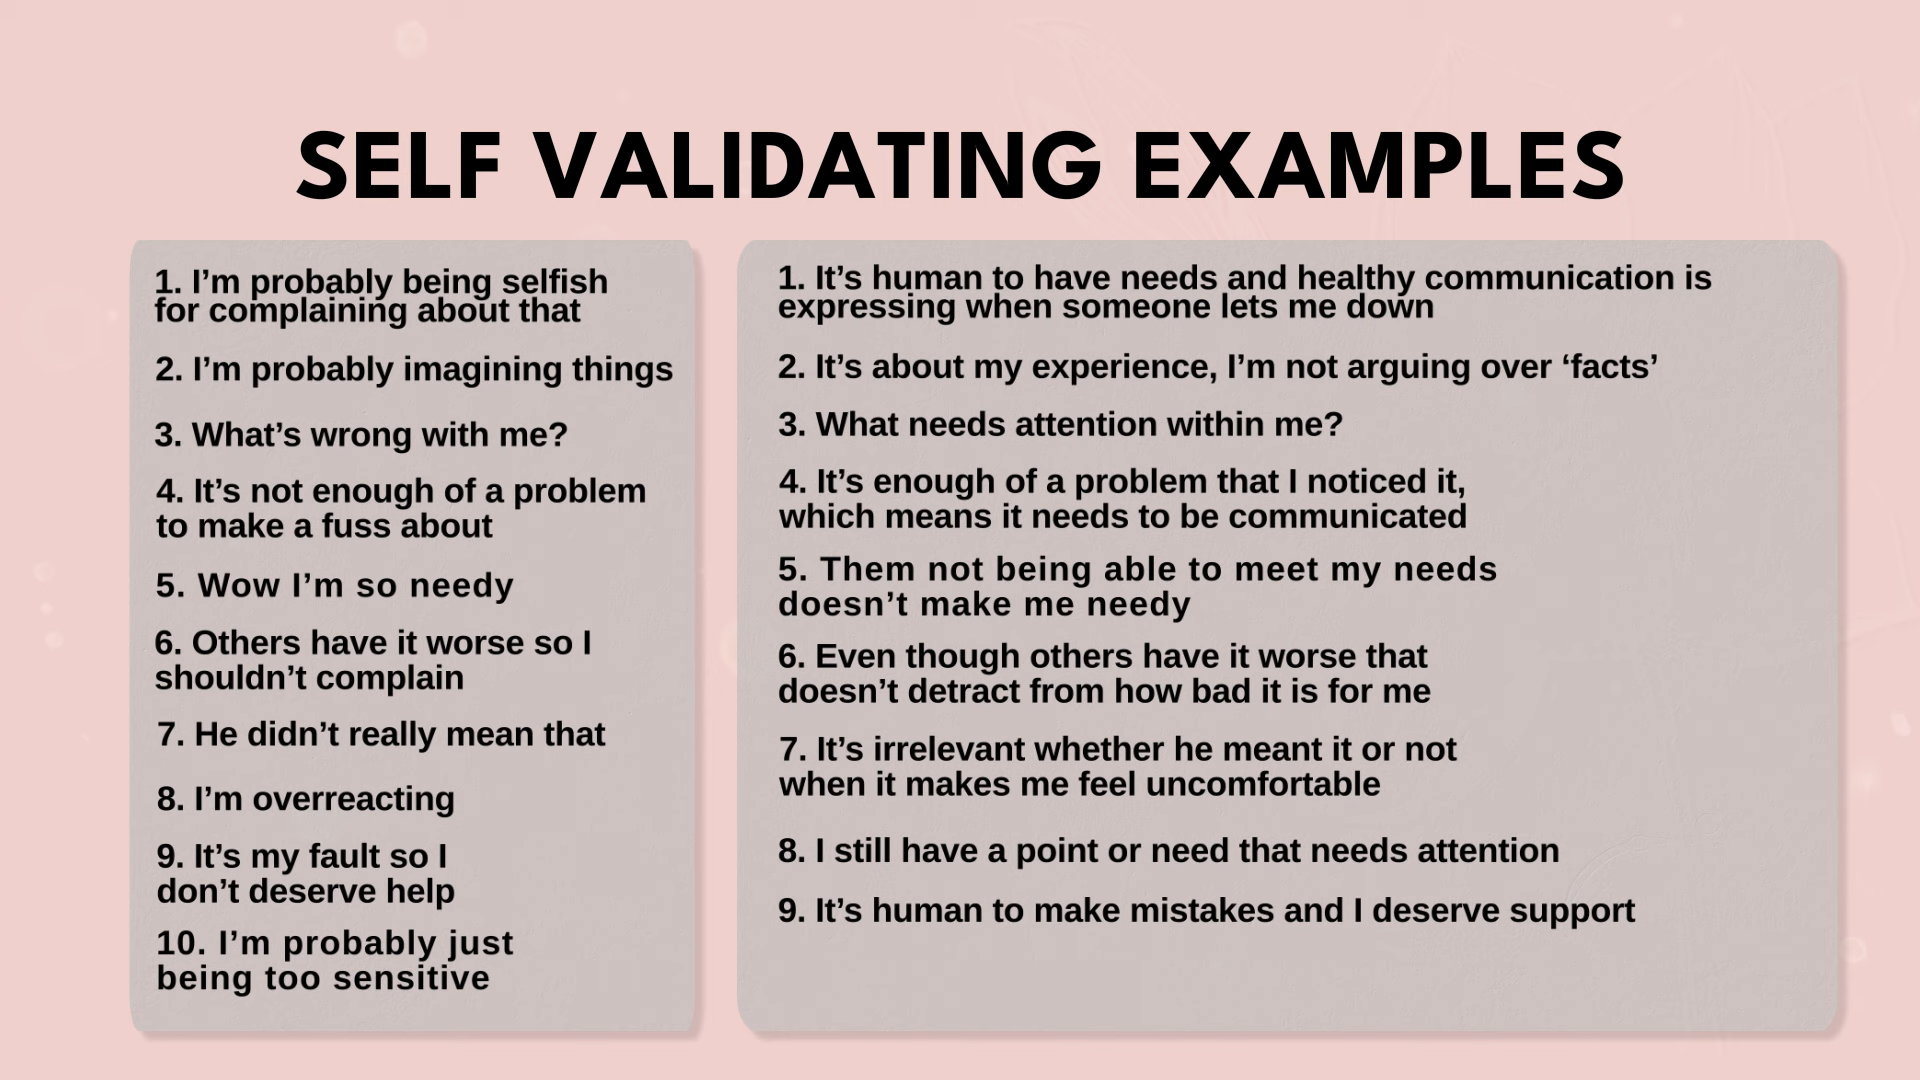 SELF VALIDATING EXAMPLES
1. I’m probably being selfish
for complaining about that
2. I’m probably imagining things
3. What’s wrong with me?
4. It’s not enough of a problem
to make a fuss about
5. Wow I’m so needy
6. Others have it worse so I
shouldn’t complain
7. He didn’t really mean that
8. I’m overreacting
9. It’s my fault so I
don’t deserve help
10. I’m probably just
being too sensitive
1. It’s human to have needs and healthy communication is
expressing when someone lets me down
2. It’s about my experience, I’m not arguing over ‘facts’
3. What needs attention within me?
4. It’s enough of a problem that I noticed it,
which means it needs to be communicated
5. Them not being able to meet my needs
doesn’t make me needy
6. Even though others have it worse that
doesn’t detract from how bad it is for me
7. It’s irrelevant whether he meant it or not
when it makes me feel uncomfortable
8. I still have a point or need that needs attention
9. It’s human to make mistakes and I deserve support